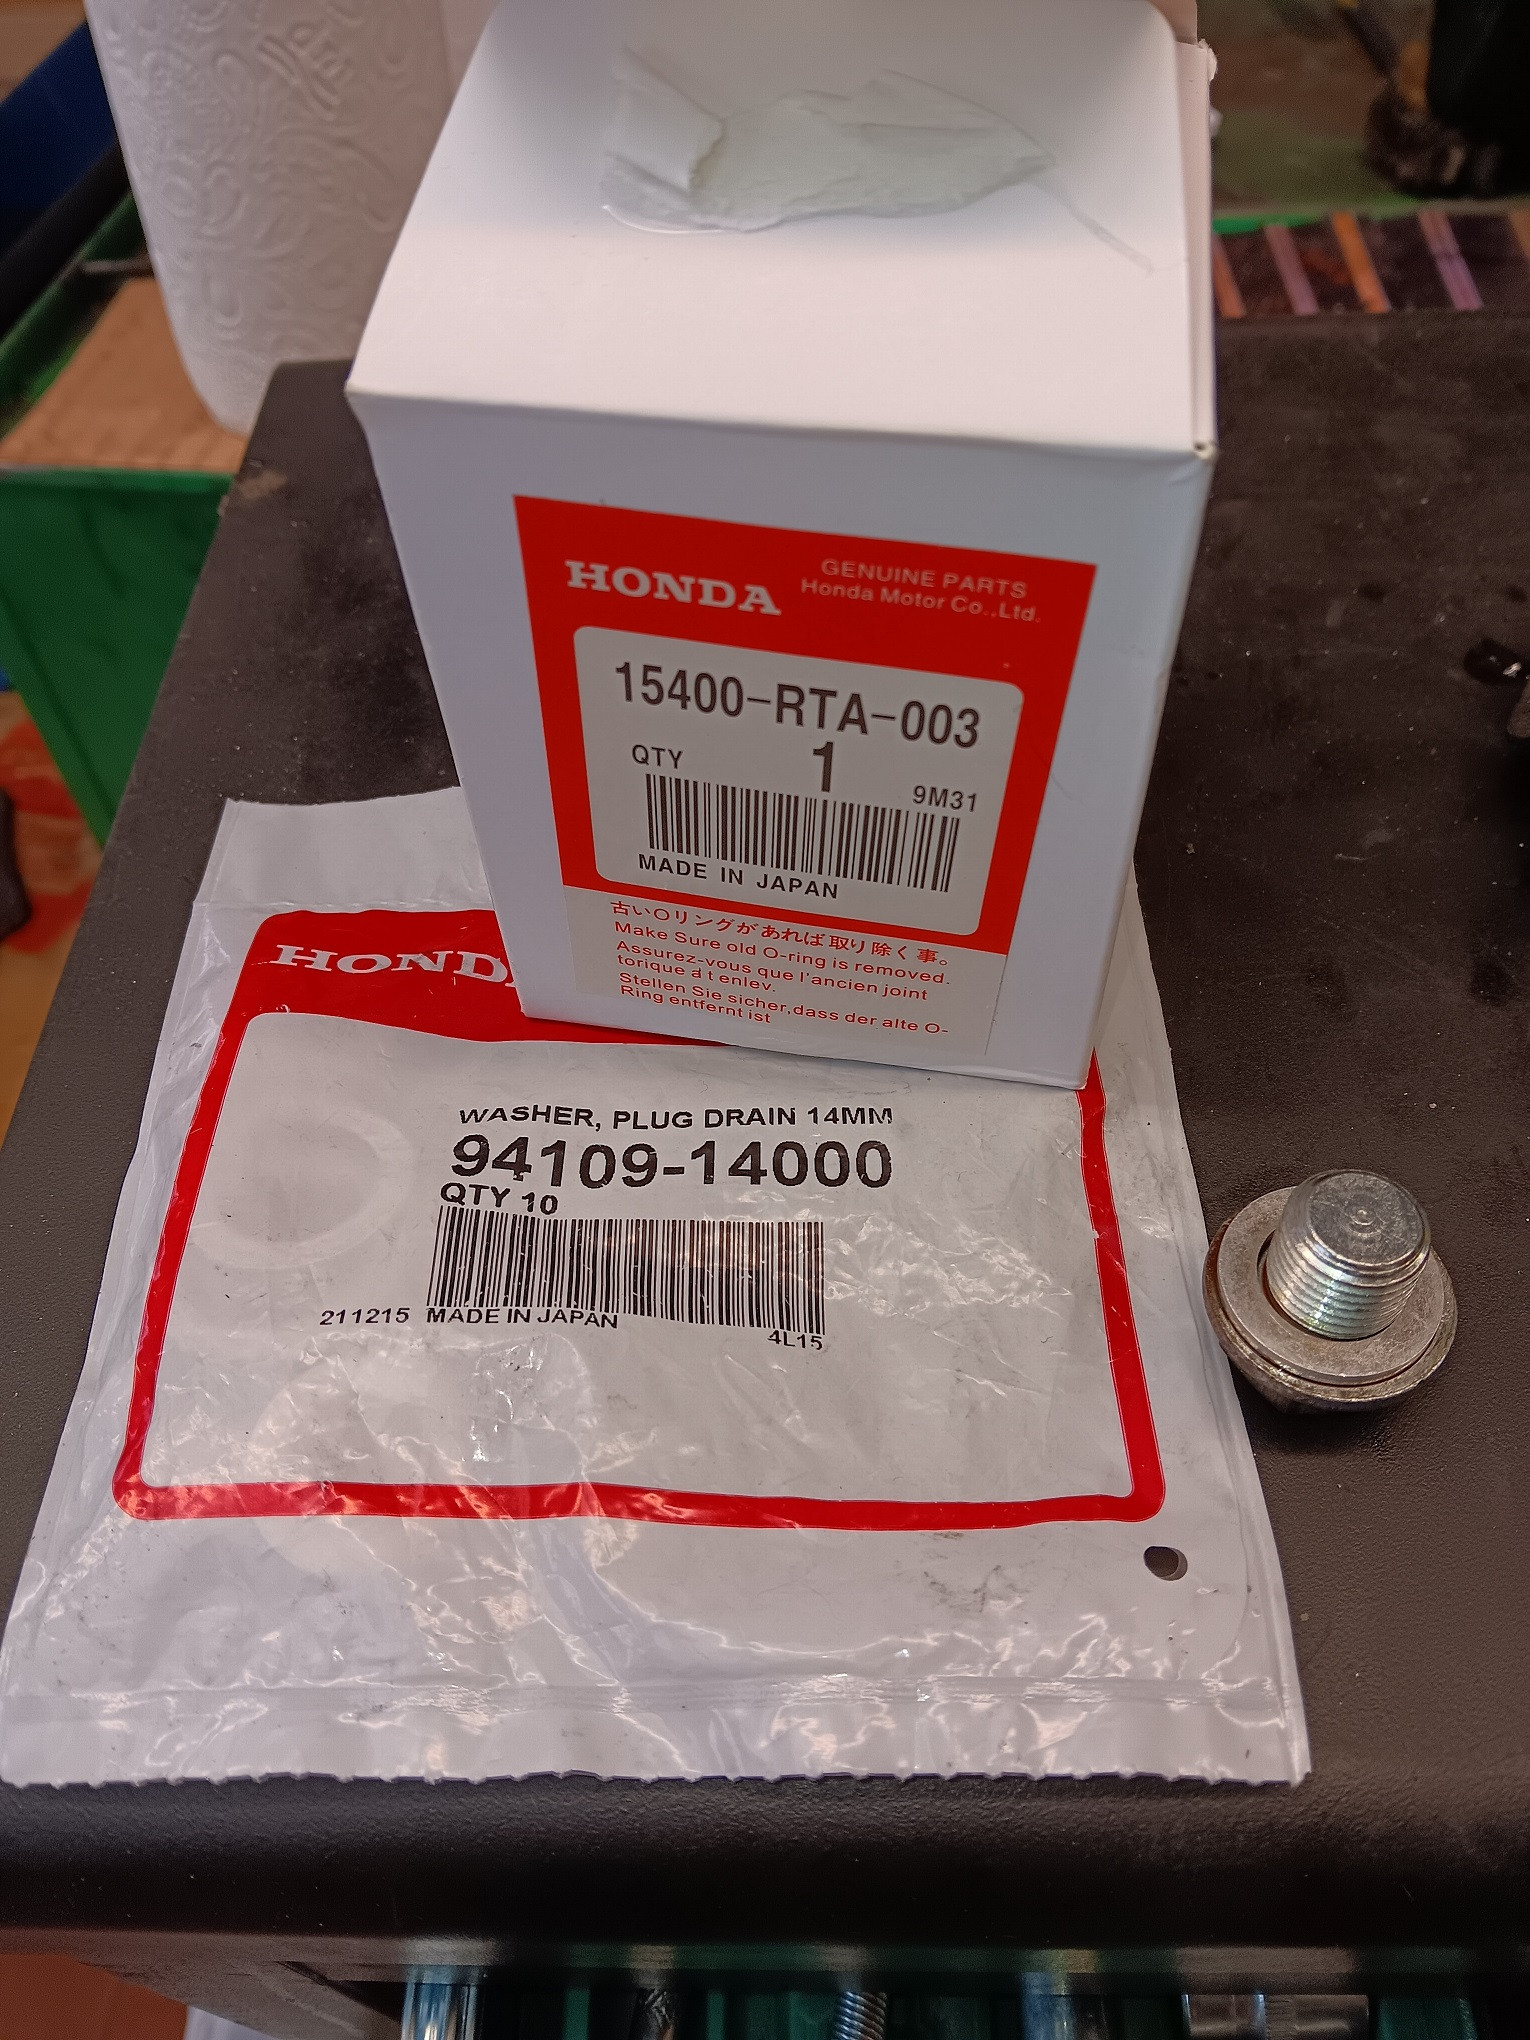 HONDA
GENUINE PARTS
Honda Motor Co.,Ltd.
15400-RTA-003
QTY 1
9M31
MADE IN JAPAN
古い〇リングがあれば取り除く事。
Make Sure old O-ring is removed.
Assurez-vous que l'ancien joint
torique a t enlev.
Stellen Sie sicher,dass der alte O-
Ring entfernt ist
HONDA
WASHER, PLUG DRAIN 14MM
94109-14000
QTY 10
211215 MADE IN JAPAN
4L15